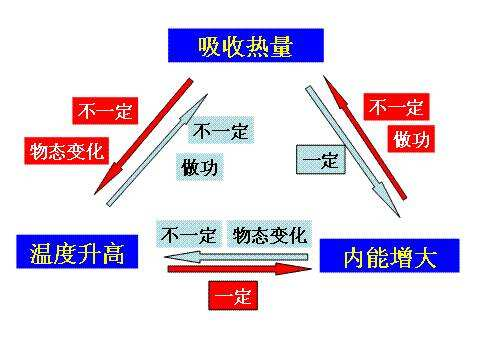 吸收热量
不一定
物态变化
不一定
做功
一定
不一定
做功
温度升高
不一定 物态变化
一定
内能增大